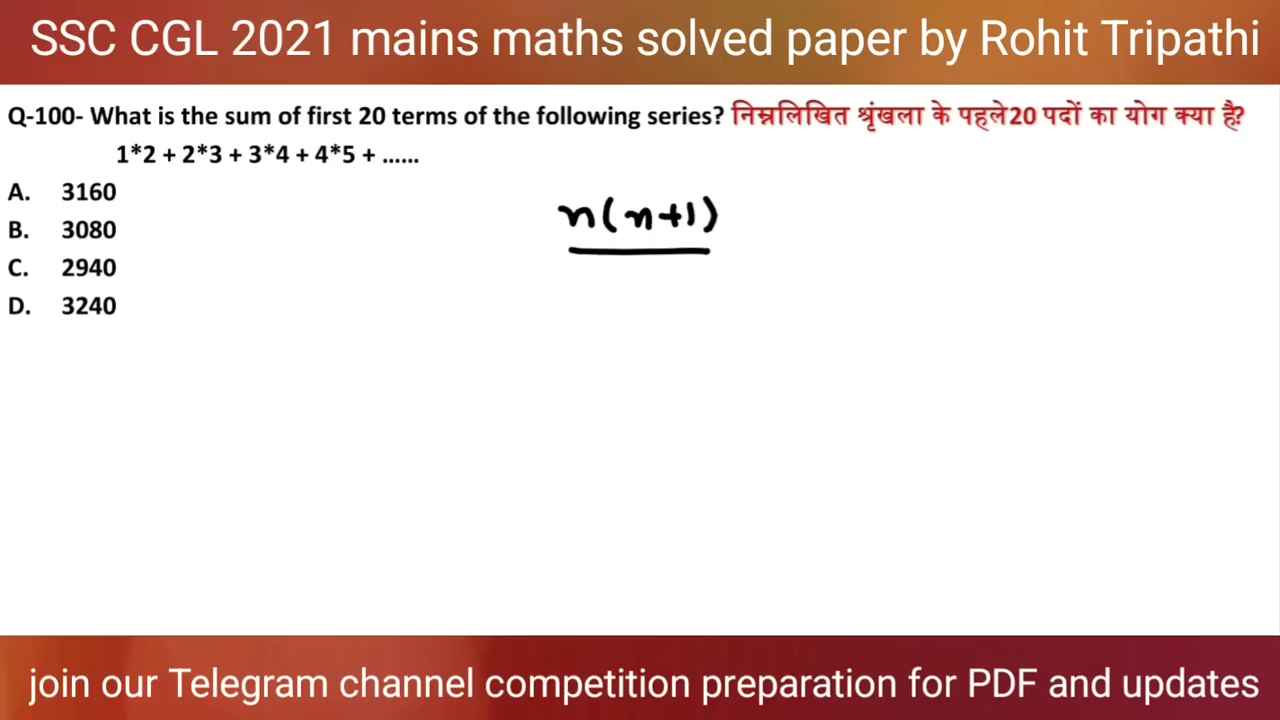 SSC CGL 2021 mains maths solved paper by Rohit Tripathi
Q-100- What is the sum of first 20 terms of the following series? निम्नलिखित श्रृंखला के पहले20 पदों का योग क्या है?
1*2 + 2*3 + 3*4 + 4*5 + ......
A. 3160
B. 3080
C. 2940
D. 3240
n(n+1)
join our Telegram channel competition preparation for PDF and updates